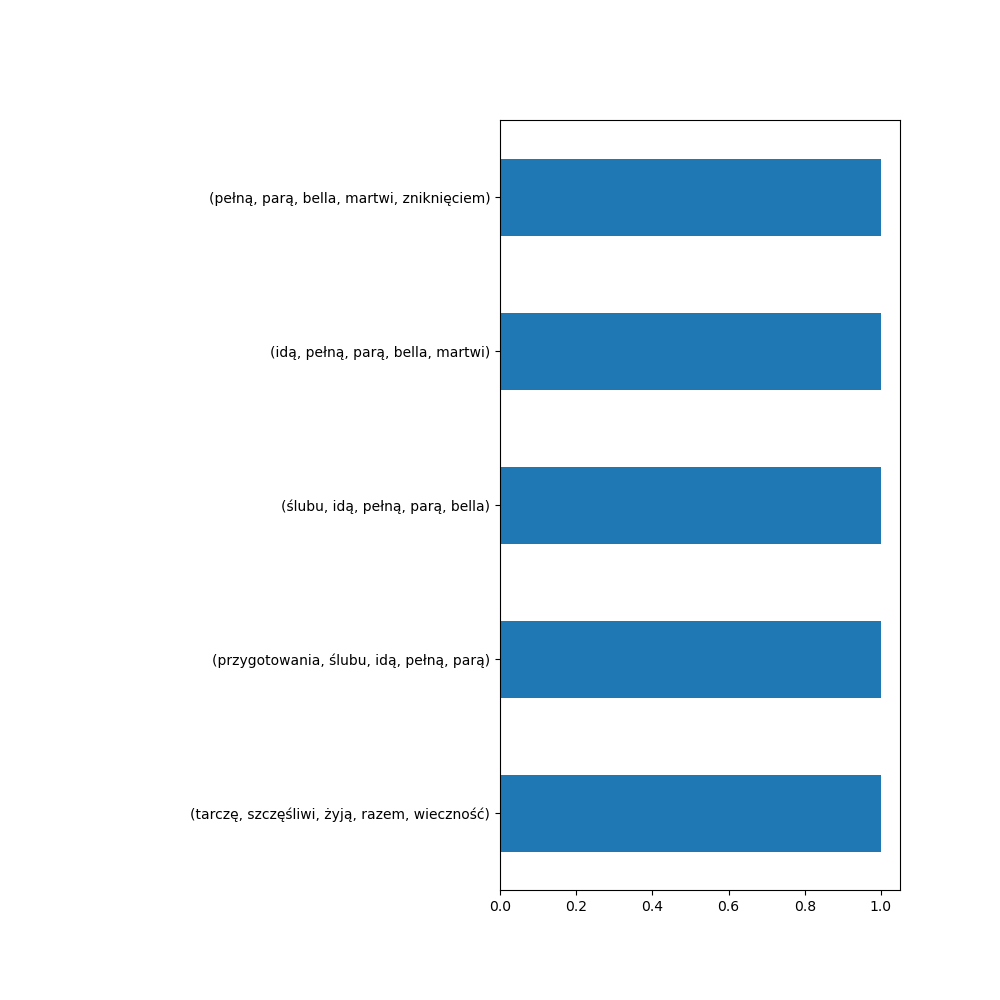 (pełną, parą, bella, martwi, zniknięciem)
(idą, pełną, parą, bella, martwi)
(ślubu, idą, pełną, parą, bella)
(przygotowania, ślubu, idą, pełną, parą)
(tarczę, szczęśliwi, żyją, razem, wieczność)
0.0 0.2 0.4 0.6 0.8 1.0